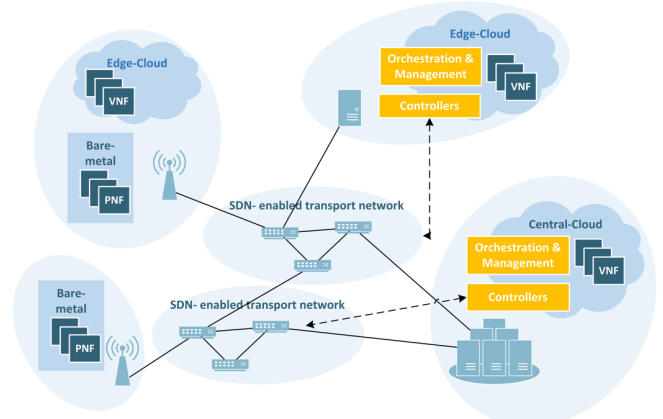 Edge-Cloud
VNF
Bare-
metal
PNF
Edge-Cloud
Orchestration &
Management
VNF
Controllers
SDN- enabled transport network
Central-Cloud
Orchestration &
Management
VNF
Controllers
SDN- enabled transport network
Bare-
metal
PNF